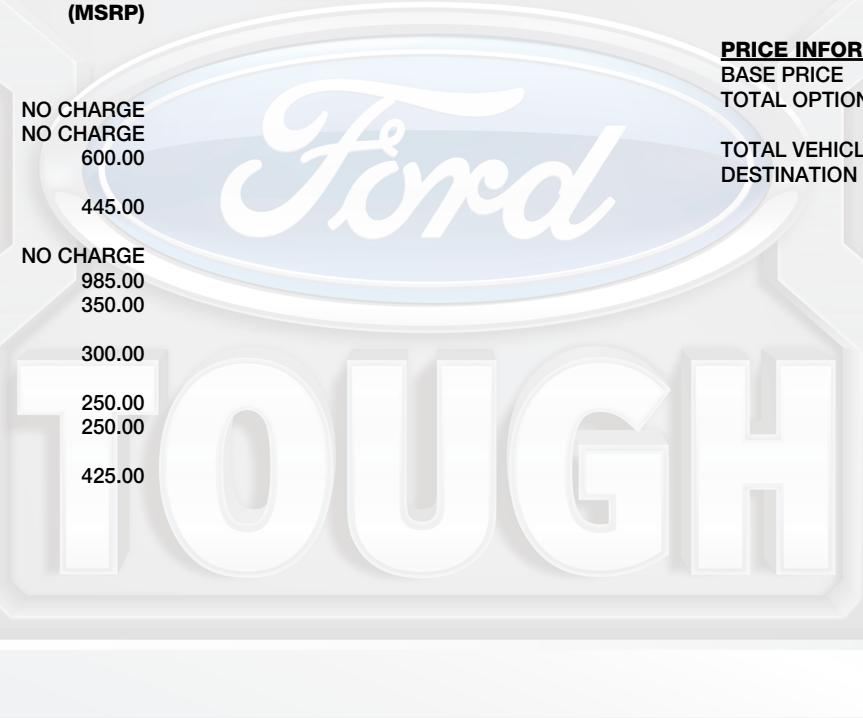 (MSRP)
NO CHARGE
NO CHARGE
600.00
445.00
NO CHARGE
985.00
350.00
300.00
250.00
250.00
425.00
PRICE INFOR
BASE PRICE
TOTAL OPTION
TOTAL VEHICL
DESTINATION
Ford
TOUGH